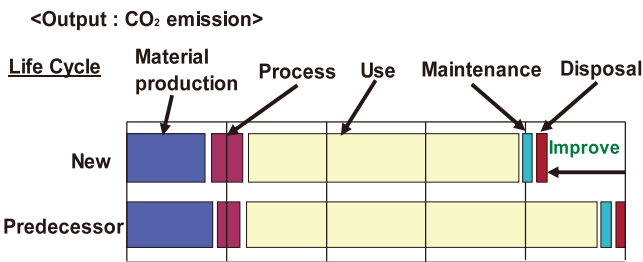 <Output : CO₂ emission>
Life Cycle
Material
production
Process
Use
Maintenance
Disposal
New
Improve
Predecessor